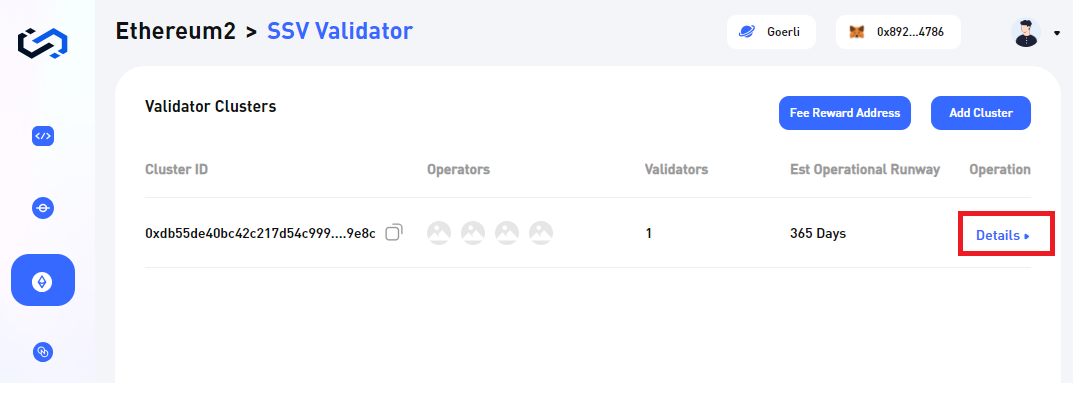 Ethereum2 > SSV Validator
Goerli
0x892...4786
Validator Clusters
Fee Reward Address
Add Cluster
Cluster ID Operators Validators Est Operational Runway Operation
0xdb55de40bc42c217d54c999....9e8c 1 365 Days Details